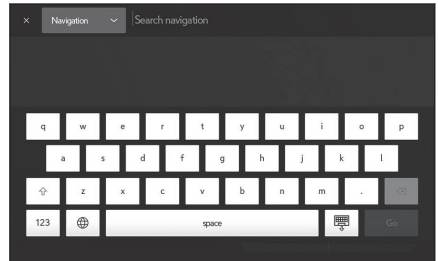 × Navigation Search navigation
q w e r t y u i o p
a s d f g h j k l
z x c v b n m .
123 space Go